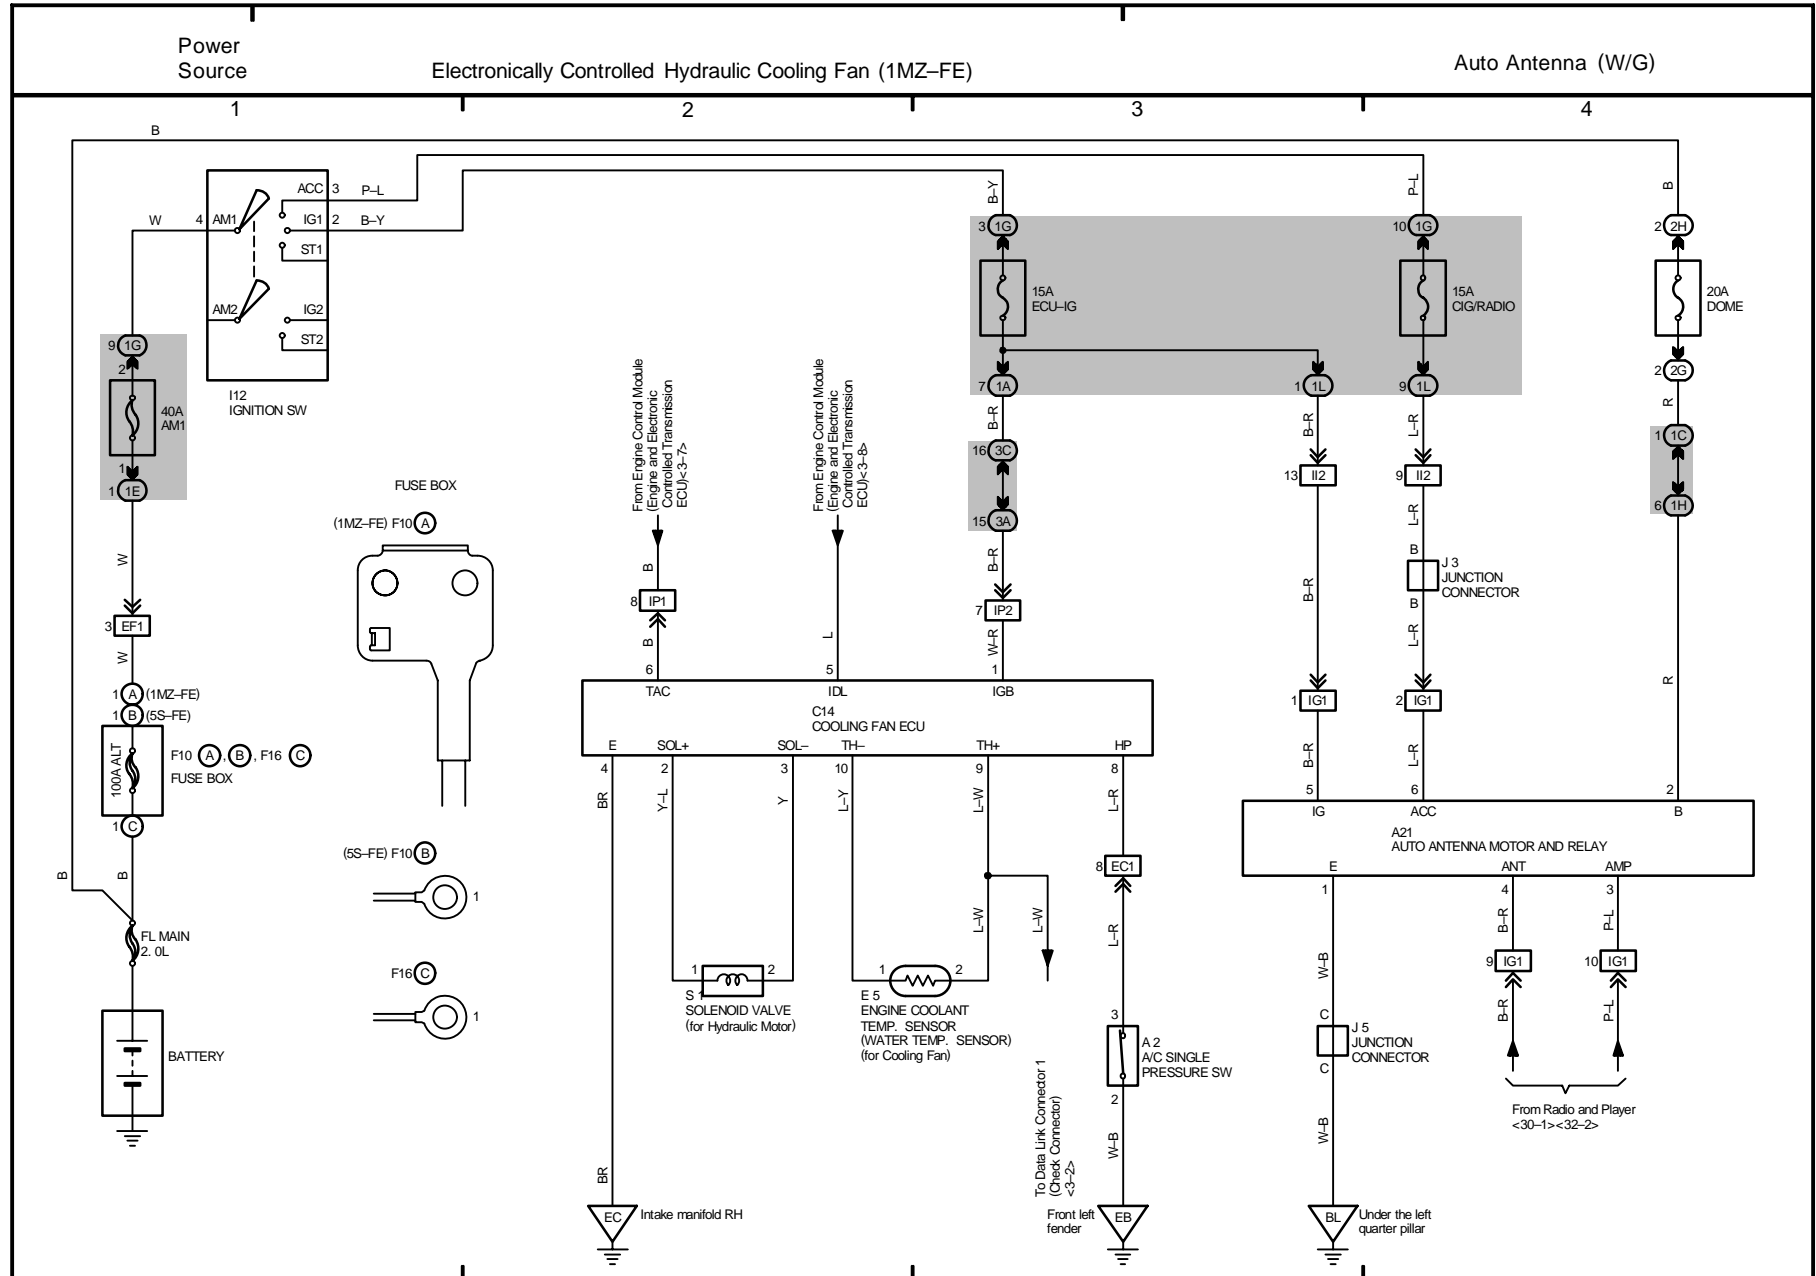 Power
Source
Electronically Controlled Hydraulic Cooling Fan (1MZ–FE)
Auto Antenna (W/G)
1
2
3
4
B
ACC 3 P–L
W 4 AM1 IG1 2 B–Y
ST1
AM2 IG2
ST2
I12
IGNITION SW
9 1G
2
40A
AM1
1
1 1E
W
3 EF1
W
1 A (1MZ–FE)
1 B (5S–FE)
100A ALT
F10 A , B , F16 C
FUSE BOX
1 C
B
B
FL MAIN
2. 0L
BATTERY
FUSE BOX
(1MZ–FE) F10 A
(5S–FE) F10 B
1
F16 C
1
From Engine Control Module
(Engine and Electronic
Controlled Transmission
ECU)<3–7>
B
8 IP1
B
6
From Engine Control Module
(Engine and Electronic
Controlled Transmission
ECU)<3–8>
L
5
B–Y
3 1G
15A
ECU–IG
7 1A
B–R
16 3C
15 3A
B–R
7 IP2
W–R
1
TAC IDL IGB
C14
COOLING FAN ECU
E SOL+ SOL– TH– TH+ HP
4 2 3 10 9 8
BR Y–L Y L–Y L–W L–R
8 EC1
L–W L–W L–R
1 2
S 1
SOLENOID VALVE
(for Hydraulic Motor)
1 2
E 5
ENGINE COOLANT
TEMP. SENSOR
(WATER TEMP. SENSOR)
(for Cooling Fan)
To Data Link Connector 1
(Check Connector)
<3–2>
3
A 2
A/C SINGLE
PRESSURE SW
2
W–B
BR
EC Intake manifold RH
Front left
fender
EB
P–L
10 1G
15A
CIG/RADIO
1 1L
9 1L
B–R
L–R
13 II2
9 II2
L–R
B
J 3
JUNCTION
CONNECTOR
B
B–R
L–R
1 IG1
2 IG1
B–R
L–R
B
2 2H
20A
DOME
2 2G
R
1 1C
6 1H
R
5 6 2
IG ACC B
A21
AUTO ANTENNA MOTOR AND RELAY
E ANT AMP
1 4 3
B–R P–L
W–B
9 IG1
10 IG1
B–R P–L
C
J 5
JUNCTION
CONNECTOR
C
W–B
From Radio and Player
<30–1><32–2>
BL Under the left
quarter pillar